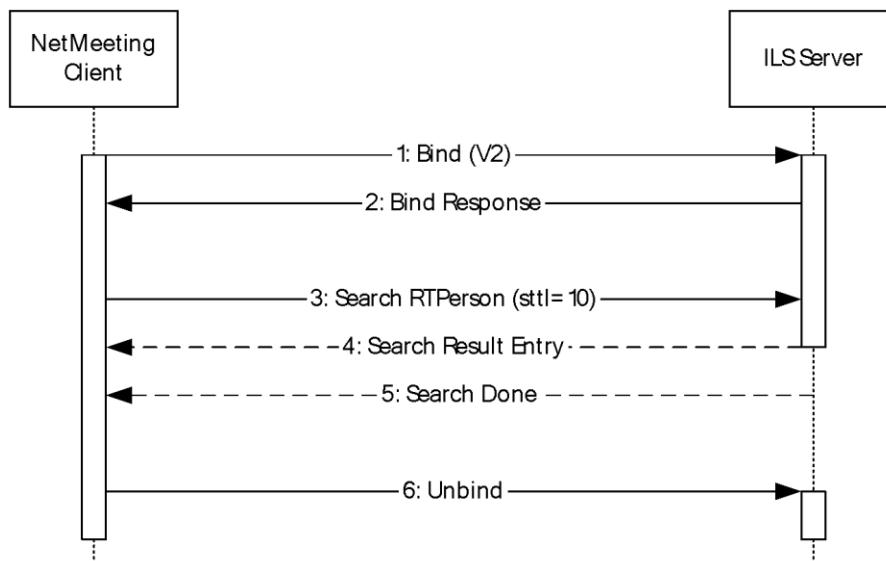 NetMeeting
Client
ILS Server
1: Bind (V2)
2: Bind Response
3: Search RTPerson (sttl=10)
4: Search Result Entry
5: Search Done
6: Unbind